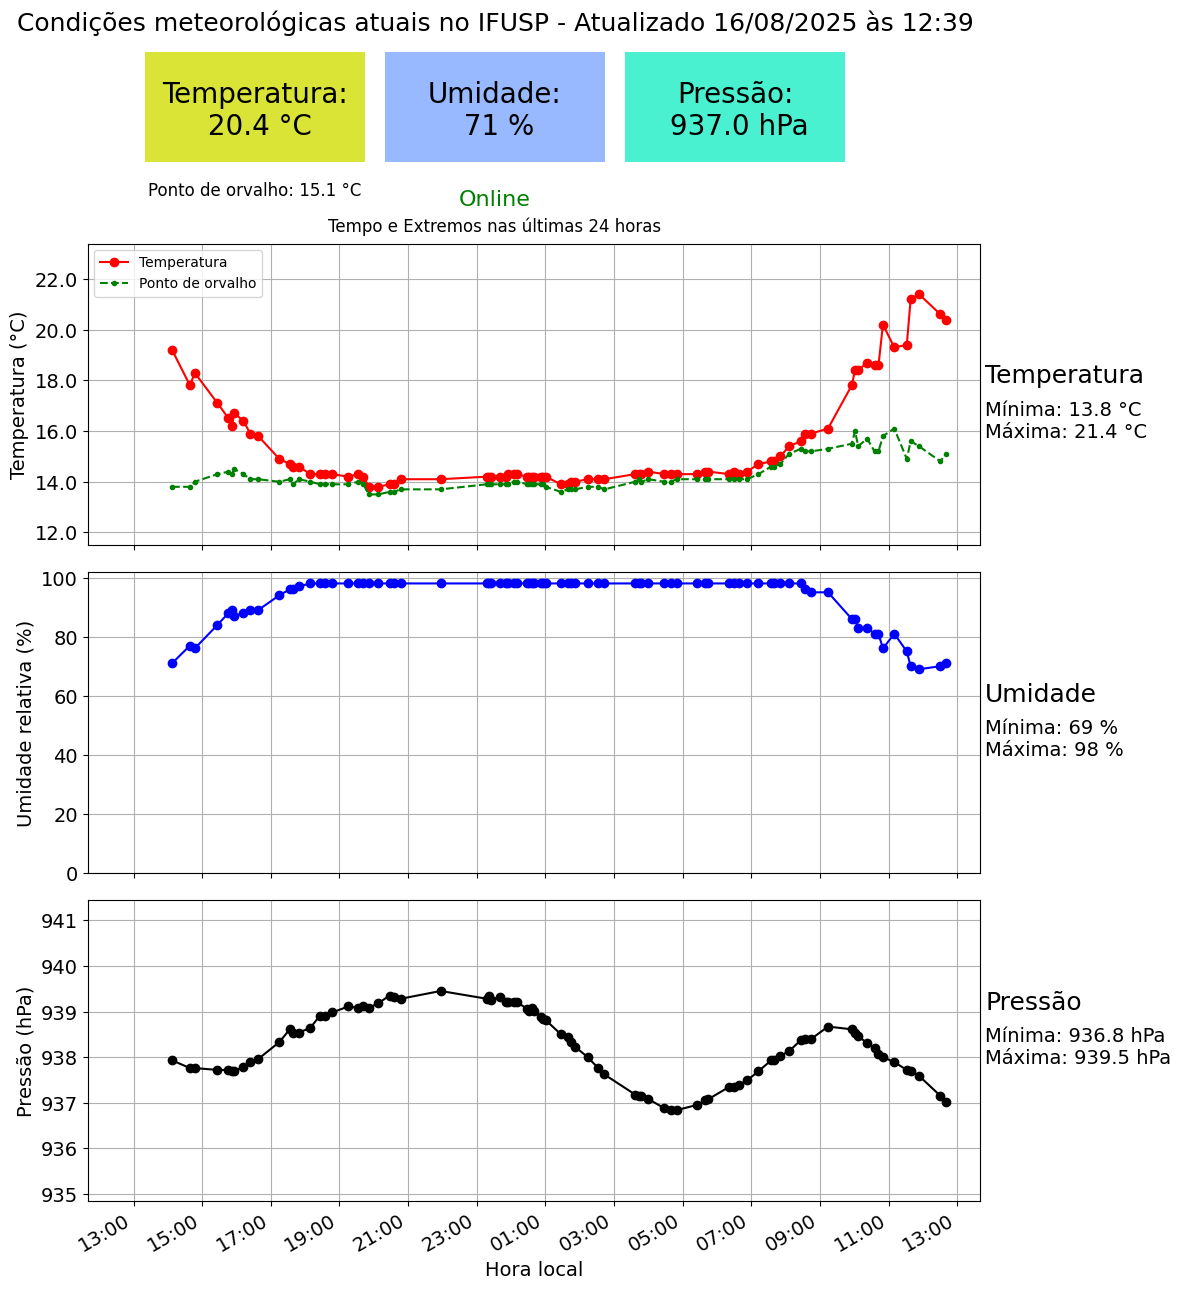 Condições meteorológicas atuais no IFUSP - Atualizado 16/08/2025 às 12:39
Temperatura:
20.4 °C
Umidade:
71 %
Pressão:
937.0 hPa
Ponto de orvalho: 15.1 °C
Online
Tempo e Extremos nas últimas 24 horas
Temperatura
Ponto de orvalho
Temperatura (°C)
22.0
20.0
18.0
16.0
14.0
12.0
Temperatura
Mínima: 13.8 °C
Máxima: 21.4 °C
Umidade relativa (%)
100
80
60
40
20
0
Umidade
Mínima: 69 %
Máxima: 98 %
Pressão (hPa)
941
940
939
938
937
936
935
Pressão
Mínima: 936.8 hPa
Máxima: 939.5 hPa
13:00
15:00
17:00
19:00
21:00
23:00
01:00
03:00
05:00
07:00
09:00
11:00
13:00
Hora local